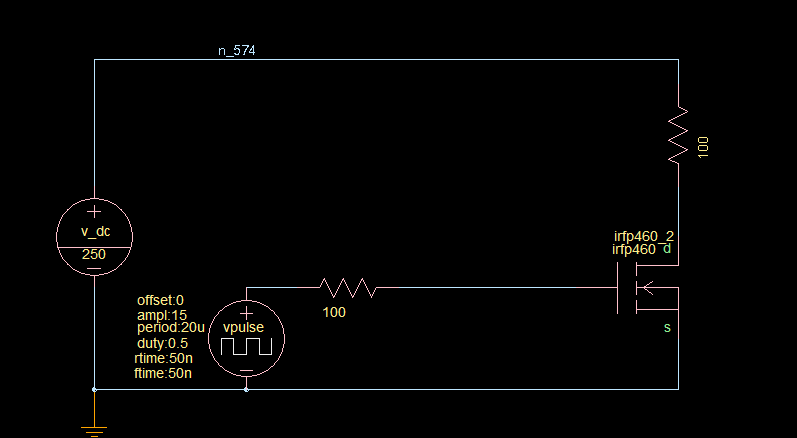 n_574
100
v_dc
250
irfp460_2
irfp460
d
offset:0
ampl:15
period:20u
duty:0.5
rtime:50n
ftime:50n
vpulse
100
s